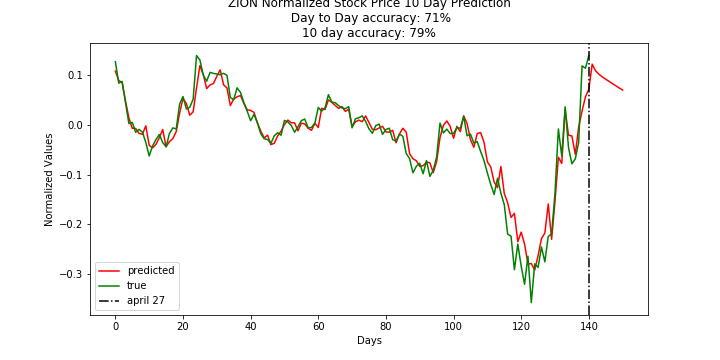 ZION Normalized Stock Price 10 Day Prediction
Day to Day accuracy: 71%
10 day accuracy: 79%
Normalized Values
0.1
0.0
−0.1
−0.2
−0.3
predicted
true
april 27
0
20
40
60
80
100
120
140
Days